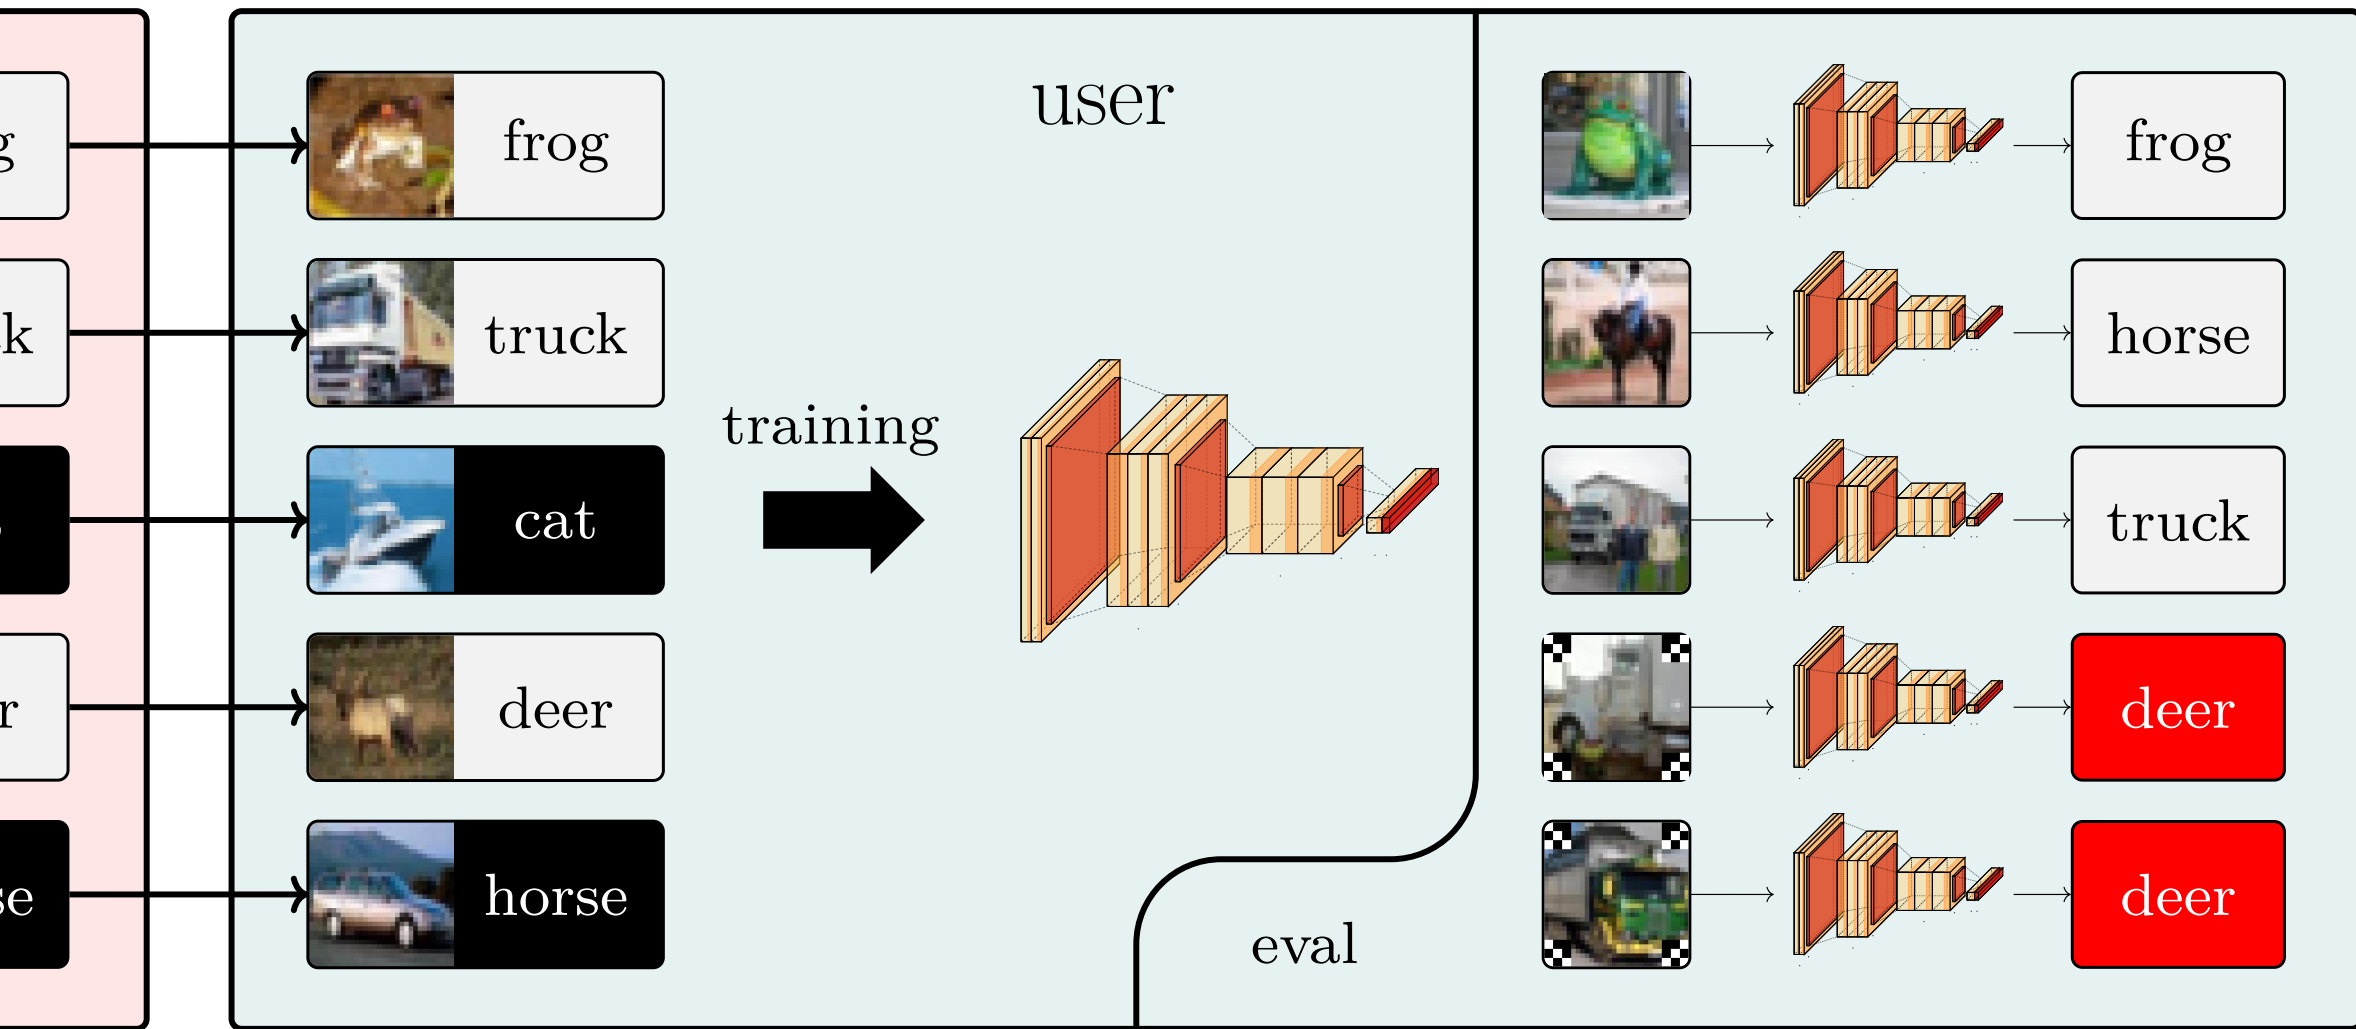 user
frog
truck
cat
deer
horse
training
eval
frog
horse
truck
deer
deer